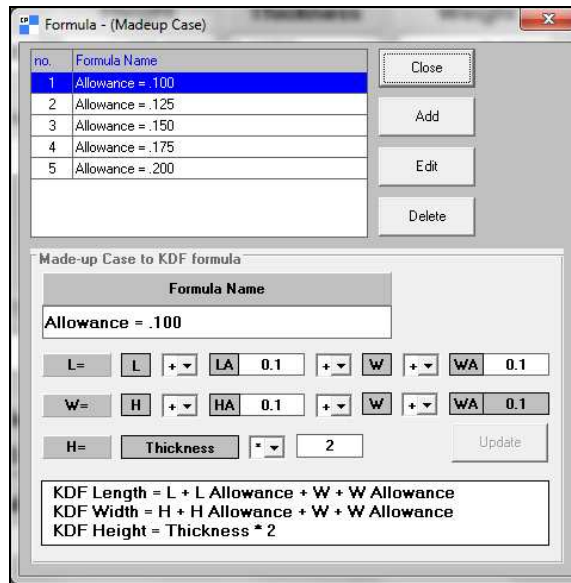 Formula - (Madeup Case)
no. Formula Name
1 Allowance = .100
2 Allowance = .125
3 Allowance = .150
4 Allowance = .175
5 Allowance = .200
Close
Add
Edit
Delete
Made-up Case to KDF formula
Formula Name
Allowance = .100
L= L + LA 0.1 + W + WA 0.1
W= H + HA 0.1 + W + WA 0.1
H= Thickness * 2 Update
KDF Length = L + L Allowance + W + W Allowance
KDF Width = H + H Allowance + W + W Allowance
KDF Height = Thickness * 2